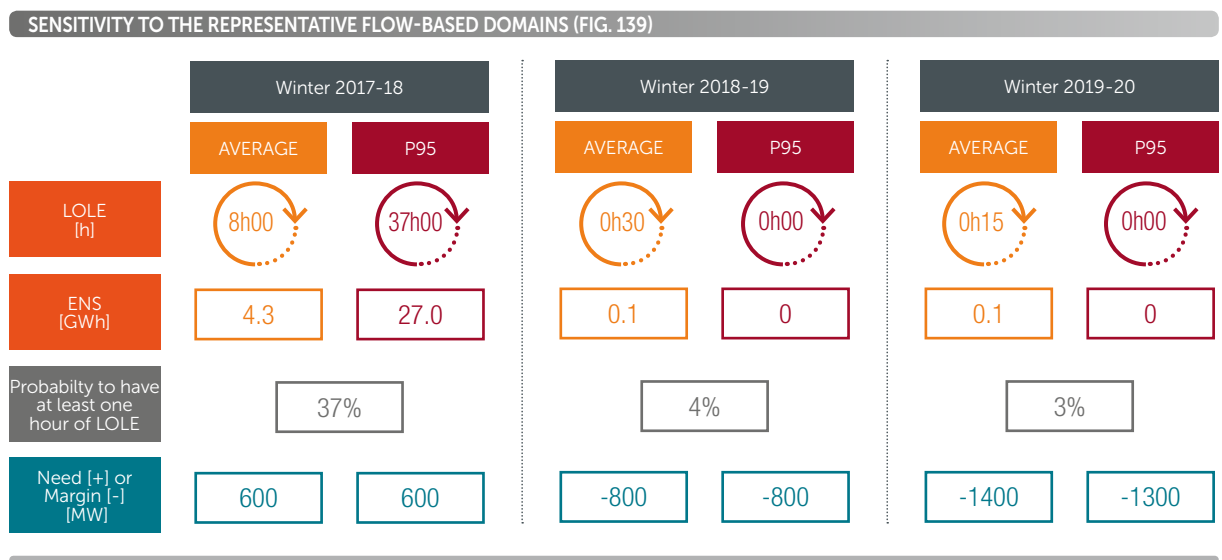 SENSITIVITY TO THE REPRESENTATIVE FLOW-BASED DOMAINS (FIG. 139)
Winter 2017-18
Winter 2018-19
Winter 2019-20
AVERAGE
P95
AVERAGE
P95
AVERAGE
P95
LOLE
[h]
8h00
37h00
0h30
0h00
0h15
0h00
ENS
[GWh]
4.3
27.0
0.1
0
0.1
0
Probabilty to have
at least one
hour of LOLE
37%
4%
3%
Need [+] or
Margin [-]
[MW]
600
600
-800
-800
-1400
-1300